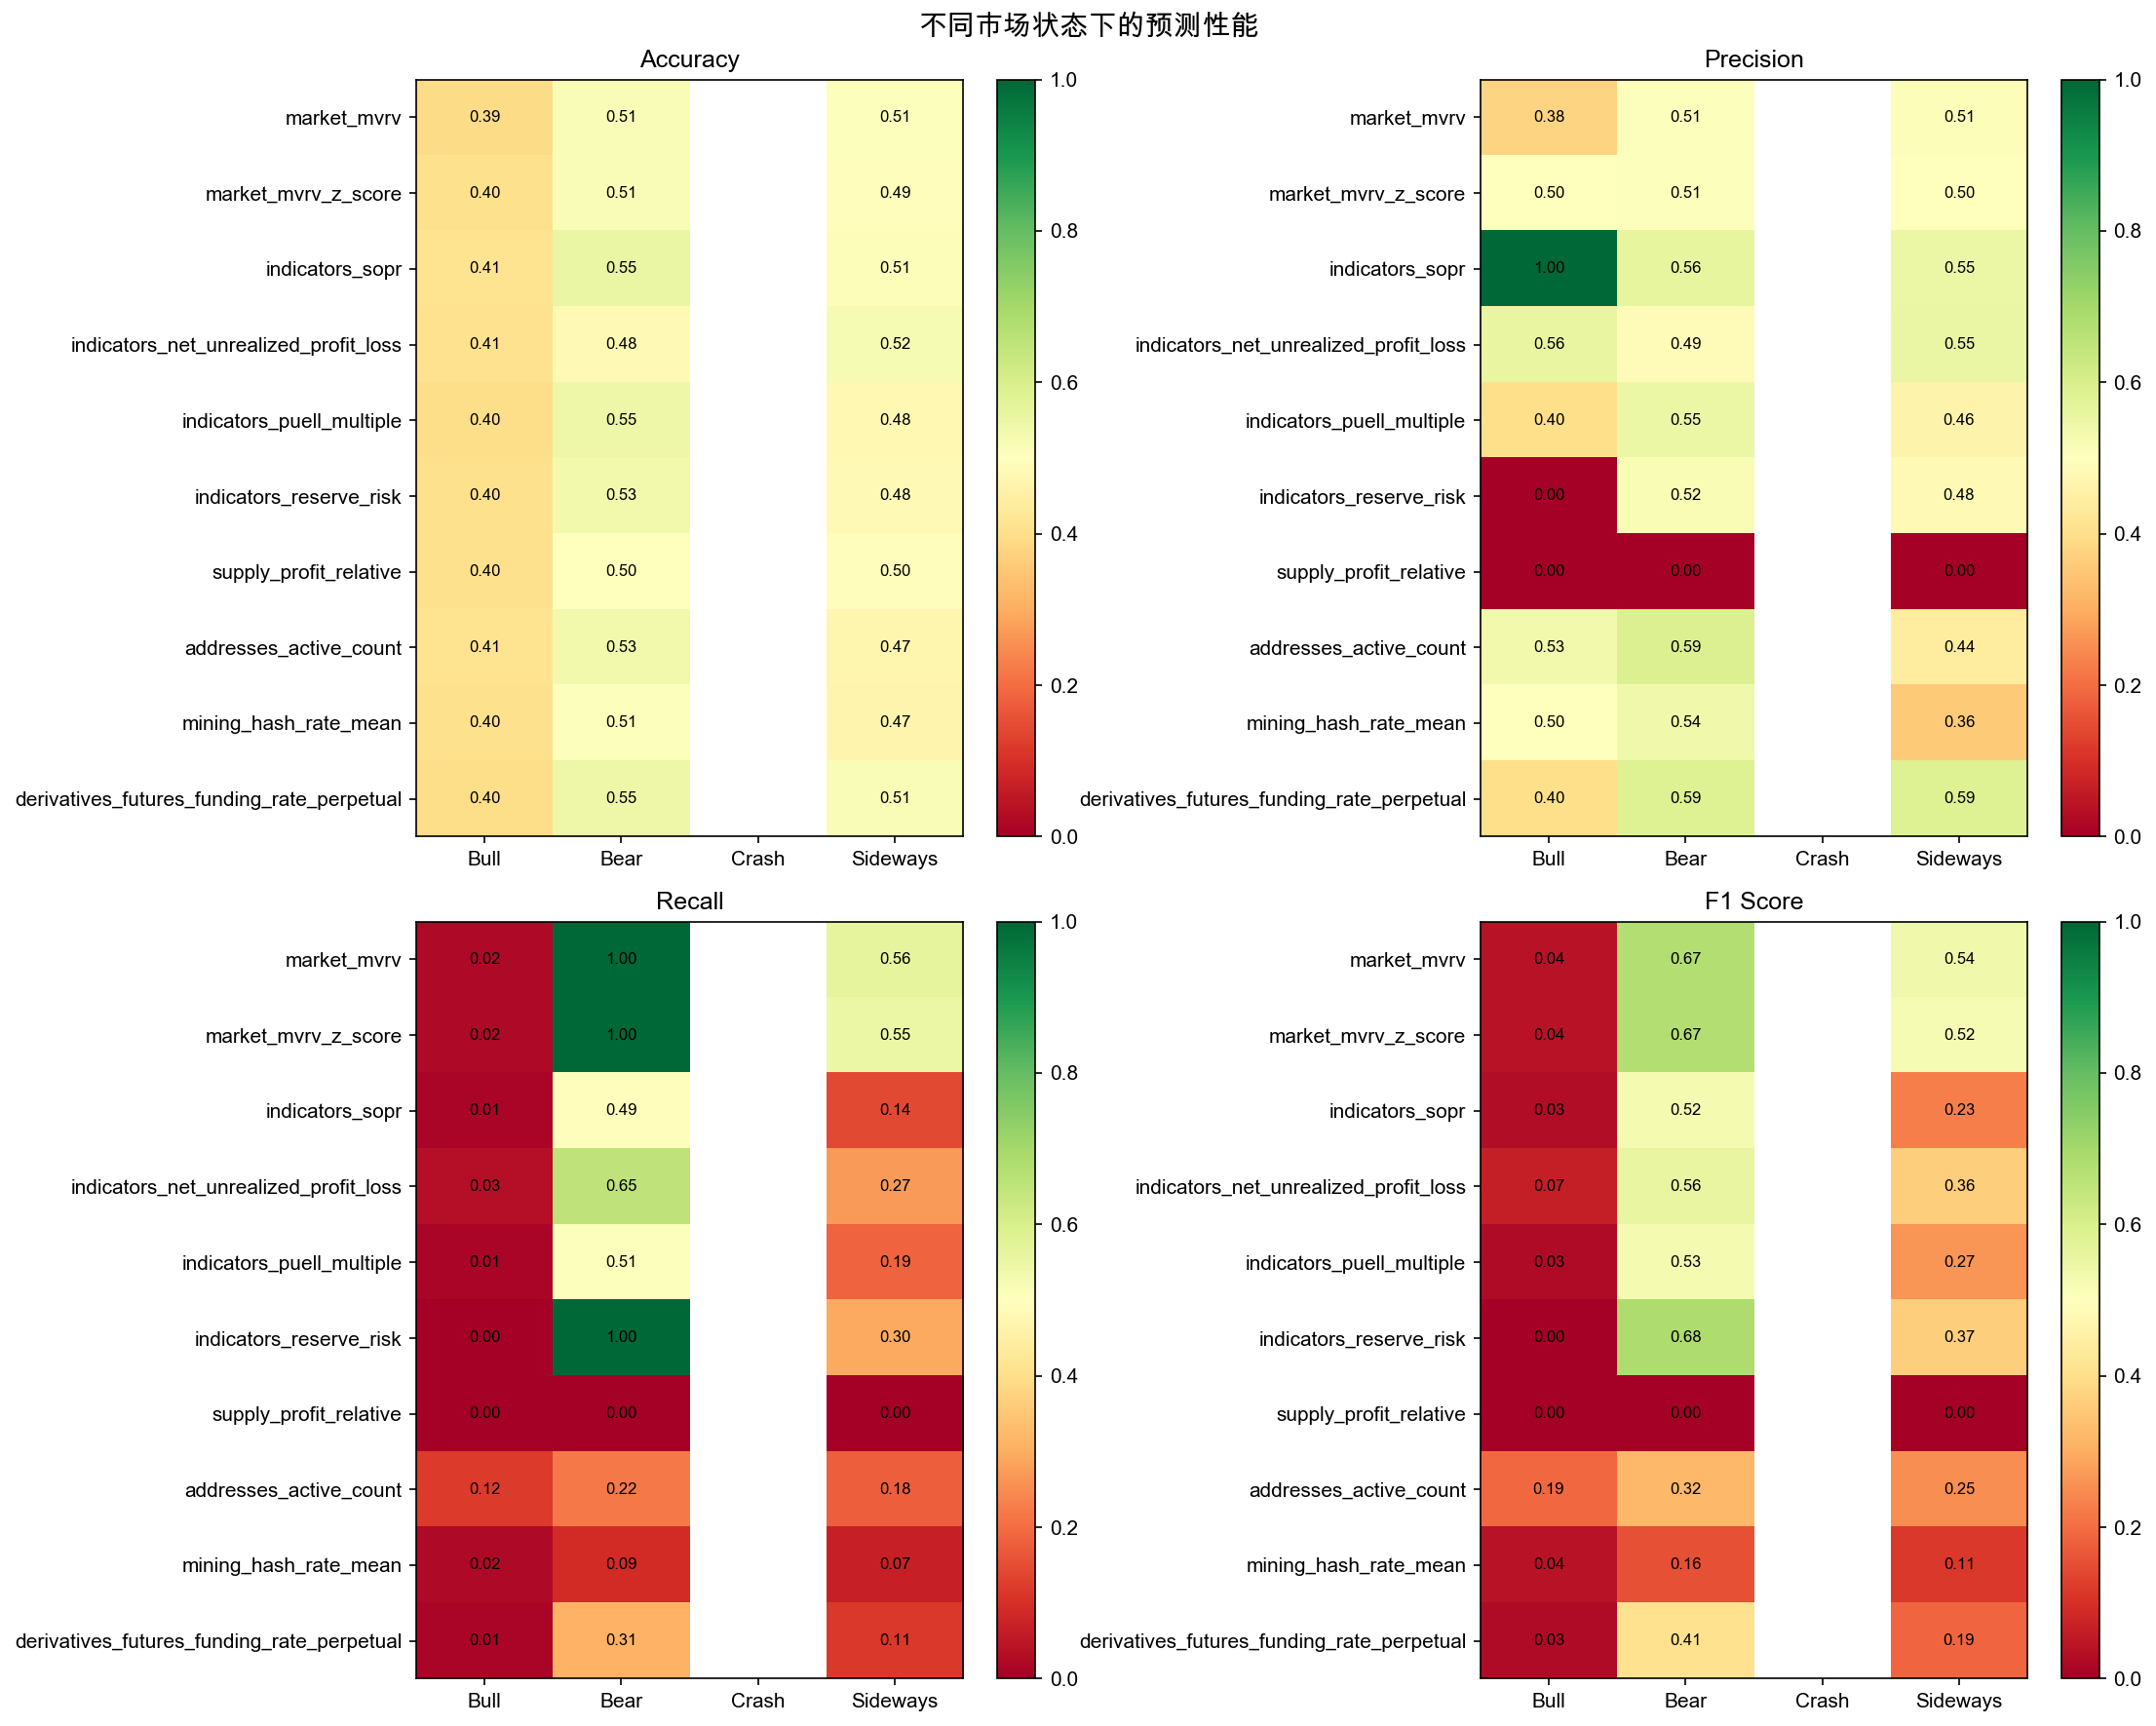 不同市场状态下的预测性能
Accuracy
market_mvrv 0.39 0.51 0.51
market_mvrv_z_score 0.40 0.51 0.49
indicators_sopr 0.41 0.55 0.51
indicators_net_unrealized_profit_loss 0.41 0.48 0.52
indicators_puell_multiple 0.40 0.55 0.48
indicators_reserve_risk 0.40 0.53 0.48
supply_profit_relative 0.40 0.50 0.50
addresses_active_count 0.41 0.53 0.47
mining_hash_rate_mean 0.40 0.51 0.47
derivatives_futures_funding_rate_perpetual 0.40 0.55 0.51
Bull Bear Crash Sideways
1.0
0.8
0.6
0.4
0.2
0.0
Precision
market_mvrv 0.38 0.51 0.51
market_mvrv_z_score 0.50 0.51 0.50
indicators_sopr 1.00 0.56 0.55
indicators_net_unrealized_profit_loss 0.56 0.49 0.55
indicators_puell_multiple 0.40 0.55 0.46
indicators_reserve_risk 0.00 0.52 0.48
supply_profit_relative 0.00 0.00 0.00
addresses_active_count 0.53 0.59 0.44
mining_hash_rate_mean 0.50 0.54 0.36
derivatives_futures_funding_rate_perpetual 0.40 0.59 0.59
Bull Bear Crash Sideways
1.0
0.8
0.6
0.4
0.2
0.0
Recall
market_mvrv 0.02 1.00 0.56
market_mvrv_z_score 0.02 1.00 0.55
indicators_sopr 0.01 0.49 0.14
indicators_net_unrealized_profit_loss 0.03 0.65 0.27
indicators_puell_multiple 0.01 0.51 0.19
indicators_reserve_risk 0.00 1.00 0.30
supply_profit_relative 0.00 0.00 0.00
addresses_active_count 0.12 0.22 0.18
mining_hash_rate_mean 0.02 0.09 0.07
derivatives_futures_funding_rate_perpetual 0.01 0.31 0.11
Bull Bear Crash Sideways
1.0
0.8
0.6
0.4
0.2
0.0
F1 Score
market_mvrv 0.04 0.67 0.54
market_mvrv_z_score 0.04 0.67 0.52
indicators_sopr 0.03 0.52 0.23
indicators_net_unrealized_profit_loss 0.07 0.56 0.36
indicators_puell_multiple 0.03 0.53 0.27
indicators_reserve_risk 0.00 0.68 0.37
supply_profit_relative 0.00 0.00 0.00
addresses_active_count 0.19 0.32 0.25
mining_hash_rate_mean 0.04 0.16 0.11
derivatives_futures_funding_rate_perpetual 0.03 0.41 0.19
Bull Bear Crash Sideways
1.0
0.8
0.6
0.4
0.2
0.0